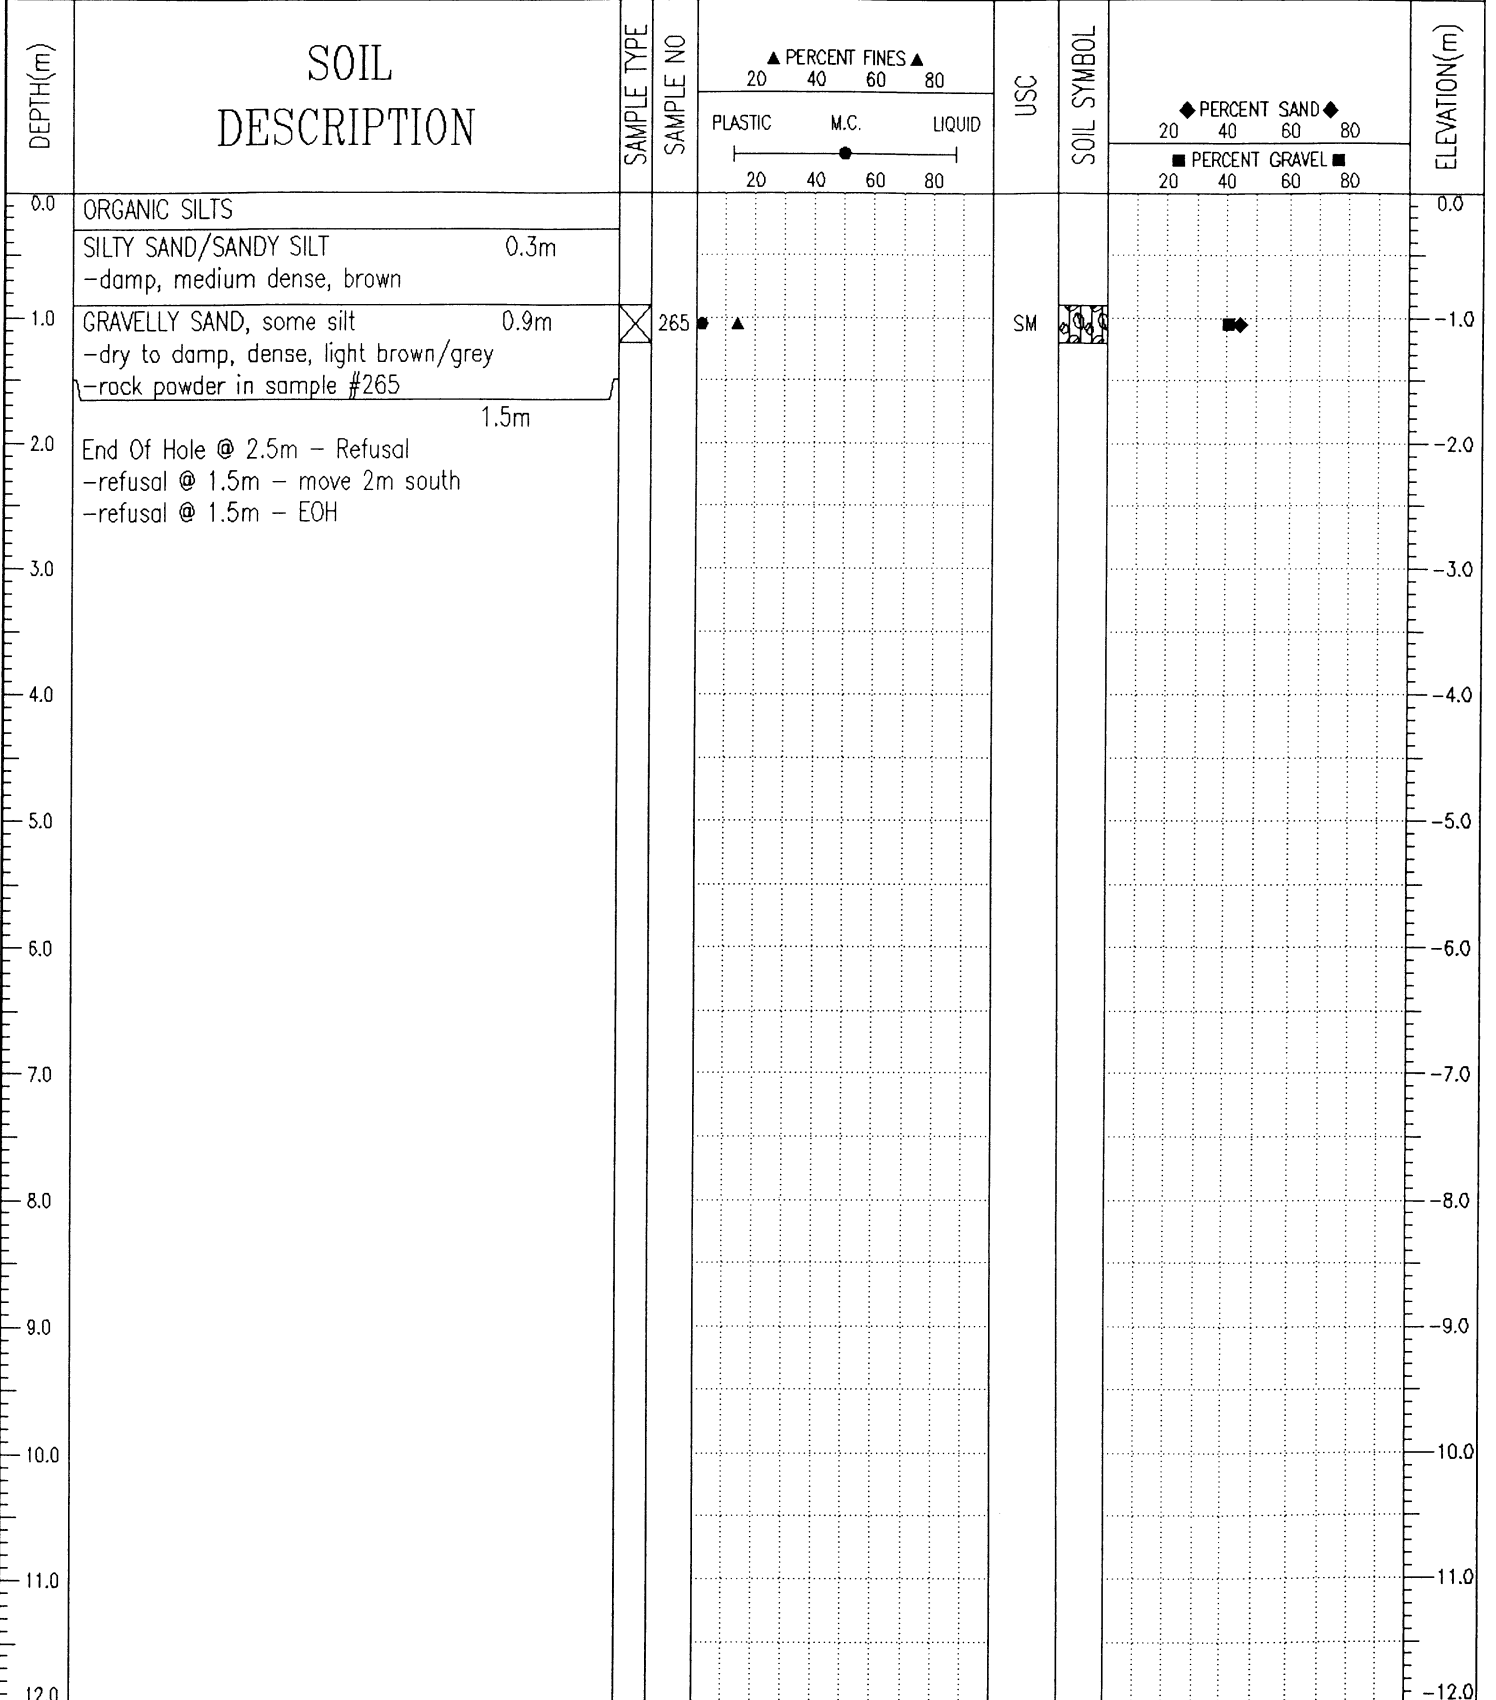 DEPTH(m)
SOIL
DESCRIPTION
SAMPLE TYPE
SAMPLE NO
▲ PERCENT FINES ▲
20 40 60 80
PLASTIC M.C. LIQUID
20 40 60 80
USC
SOIL SYMBOL
◆ PERCENT SAND ◆
20 40 60 80
■ PERCENT GRAVEL ■
20 40 60 80
ELEVATION(m)
0.0 ORGANIC SILTS 0.0
SILTY SAND/SANDY SILT 0.3m
-damp, medium dense, brown
1.0 GRAVELLY SAND, some silt 0.9m 265 SM -1.0
-dry to damp, dense, light brown/grey
-rock powder in sample #265
1.5m
2.0 End Of Hole @ 2.5m - Refusal -2.0
-refusal @ 1.5m - move 2m south
-refusal @ 1.5m - EOH
3.0 -3.0
4.0 -4.0
5.0 -5.0
6.0 -6.0
7.0 -7.0
8.0 -8.0
9.0 -9.0
10.0 -10.0
11.0 -11.0
12.0 -12.0